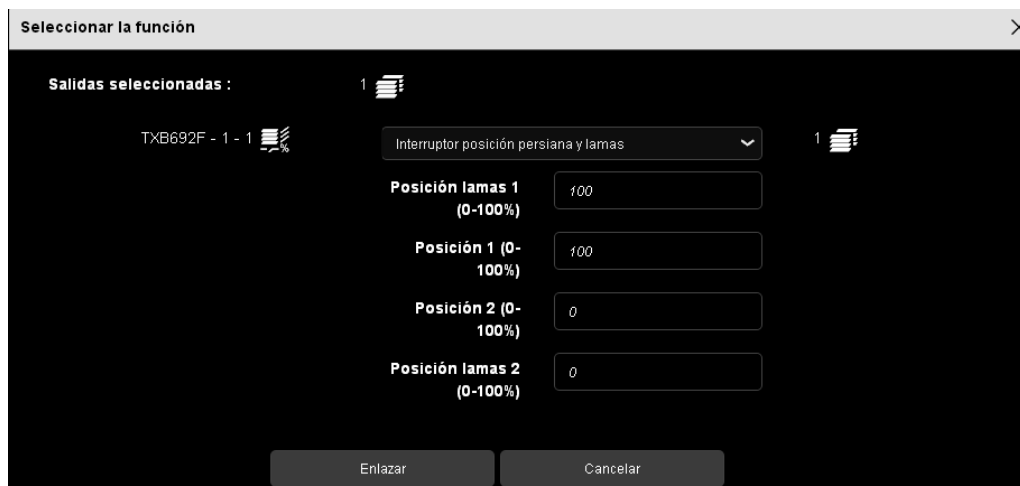 Seleccionar la función
Salidas seleccionadas :
1
TXB692F - 1 - 1
%
Interruptor posición persiana y lamas
1
Posición lamas 1
(0-100%)
100
Posición 1 (0-
100%)
100
Posición 2 (0-
100%)
0
Posición lamas 2
(0-100%)
0
Enlazar
Cancelar